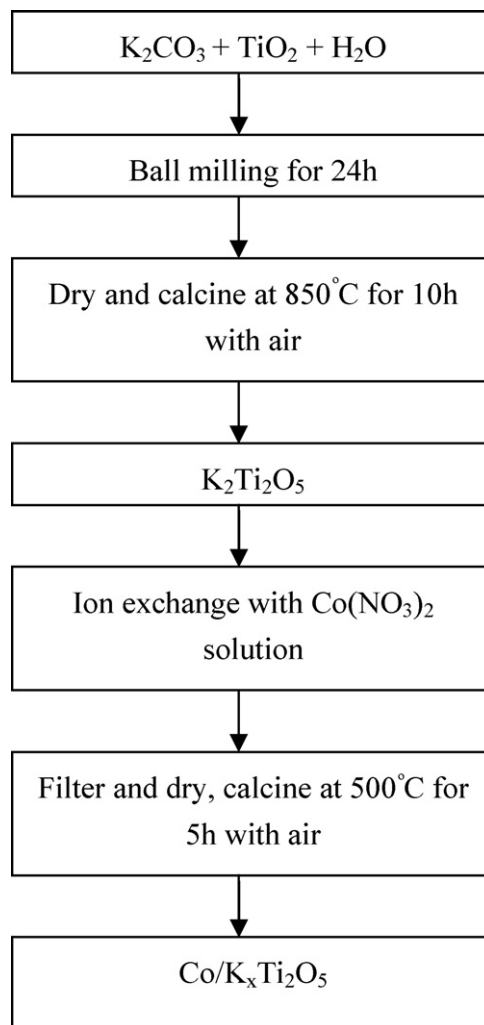 K₂CO₃ + TiO₂ + H₂O
Ball milling for 24h
Dry and calcine at 850°C for 10h
with air
K₂Ti₂O₅
Ion exchange with Co(NO₃)₂
solution
Filter and dry, calcine at 500°C for
5h with air
Co/KₓTi₂O₅